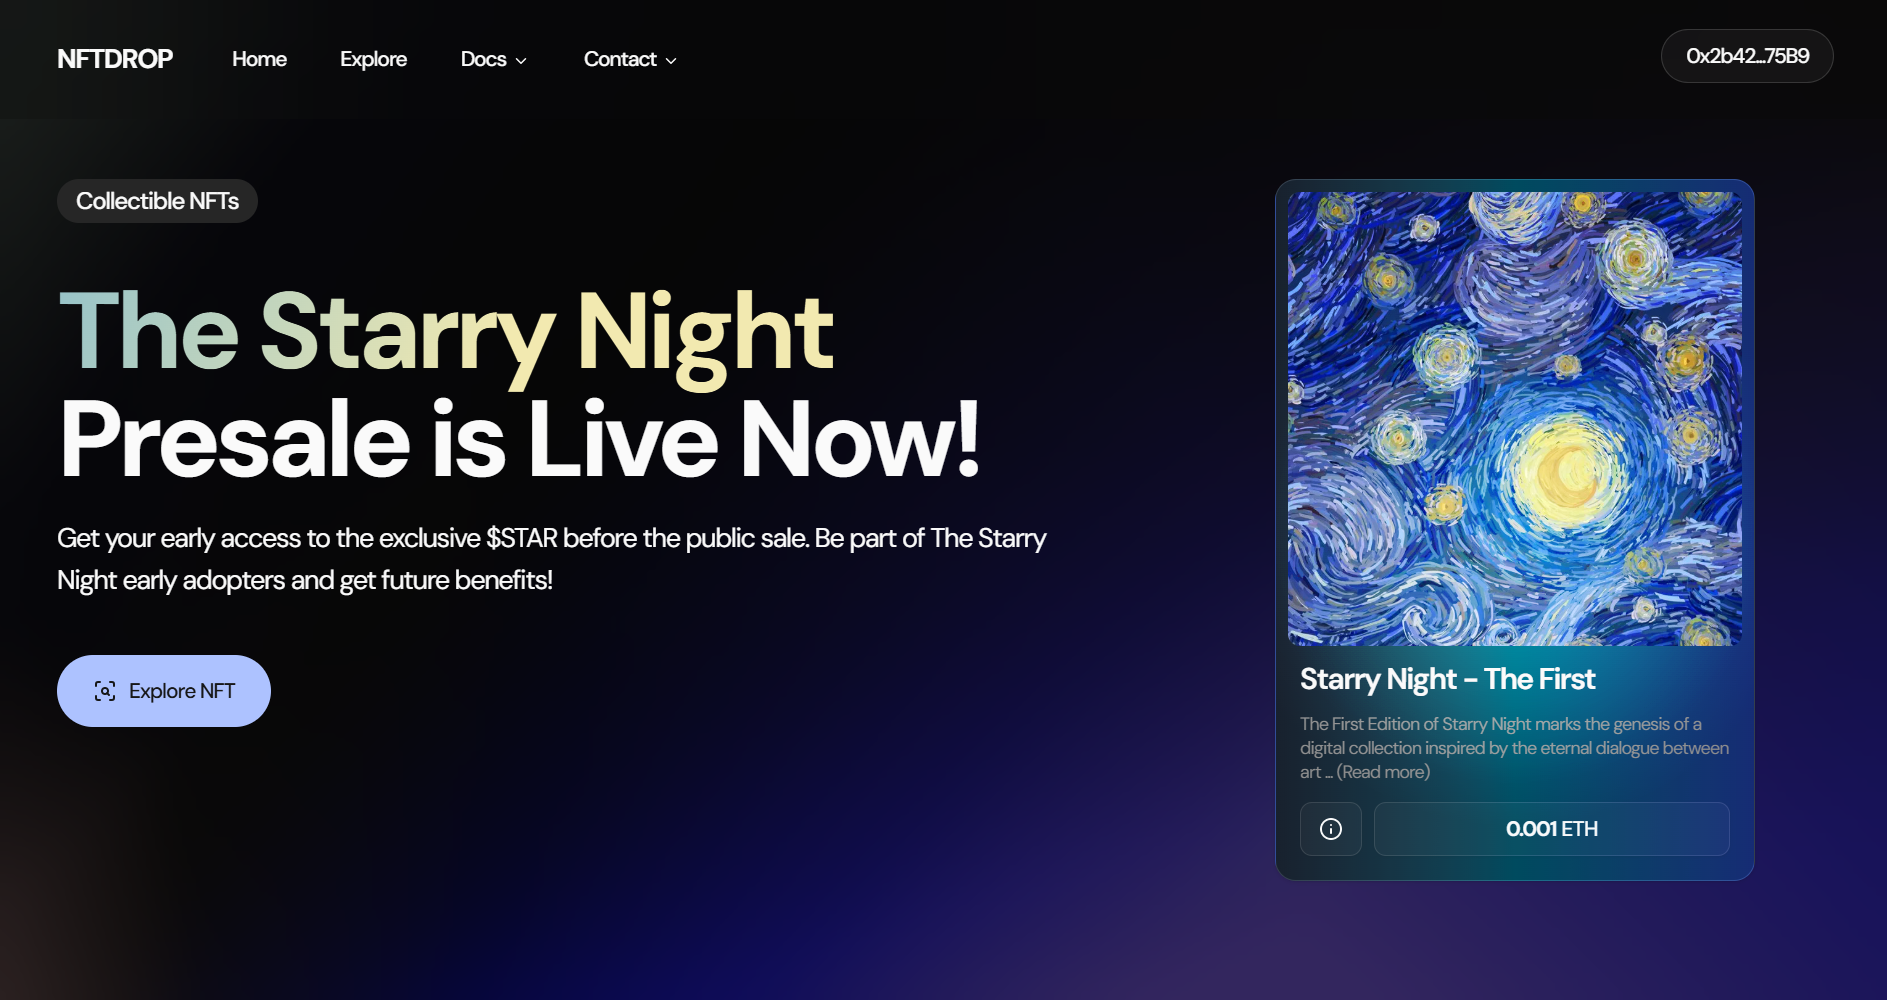 NFTDROP
Home
Explore
Docs
Contact
0x2b42...75B9
Collectible NFTs
The Starry Night
Presale is Live Now!
Get your early access to the exclusive $STAR before the public sale. Be part of The Starry
Night early adopters and get future benefits!
Explore NFT
Starry Night - The First
The First Edition of Starry Night marks the genesis of a
digital collection inspired by the eternal dialogue between
art ... (Read more)
0.001 ETH